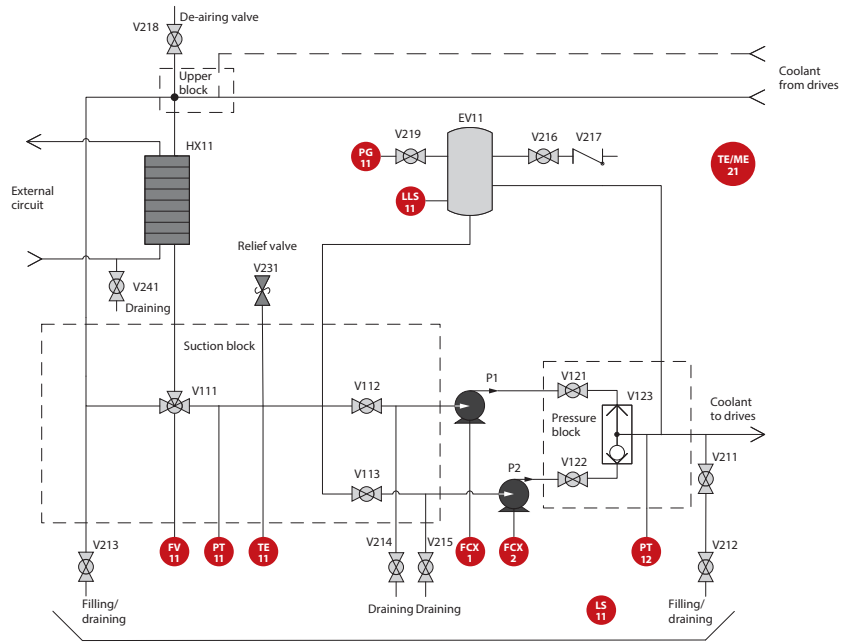 De-airing valve
V218
Upper
block
Coolant
from drives
HX11
EV11
V219
V216
V217
PG
11
TE/ME
21
LLS
11
External
circuit
Relief valve
V231
V241
Draining
Suction block
V111
V112
P1
V121
V123
Coolant
to drives
Pressure
block
V113
P2
V122
V211
V213
FV
11
PT
11
TE
11
V214
V215
FCX
1
FCX
2
PT
12
V212
Filling/
draining
Draining
Draining
LS
11
Filling/
draining